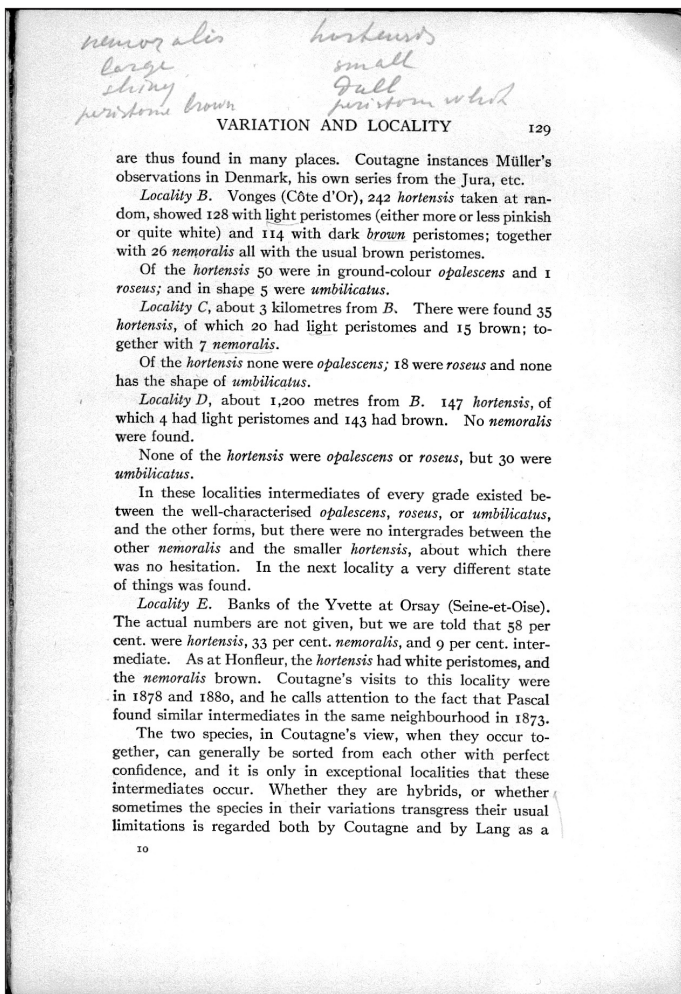 nemoralis hortensis
large small
shiny dull
peristome brown peristom whit
VARIATION AND LOCALITY 129
are thus found in many places. Coutagne instances Müller's
observations in Denmark, his own series from the Jura, etc.
Locality B. Vonges (Côte d'Or), 242 hortensis taken at ran-
dom, showed 128 with light peristomes (either more or less pinkish
or quite white) and 114 with dark brown peristomes; together
with 26 nemoralis all with the usual brown peristomes.
Of the hortensis 50 were in ground-colour opalescens and 1
roseus; and in shape 5 were umbilicatus.
Locality C, about 3 kilometres from B. There were found 35
hortensis, of which 20 had light peristomes and 15 brown; to-
gether with 7 nemoralis.
Of the hortensis none were opalescens; 18 were roseus and none
has the shape of umbilicatus.
Locality D, about 1,200 metres from B. 147 hortensis, of
which 4 had light peristomes and 143 had brown. No nemoralis
were found.
None of the hortensis were opalescens or roseus, but 30 were
umbilicatus.
In these localities intermediates of every grade existed be-
tween the well-characterised opalescens, roseus, or umbilicatus,
and the other forms, but there were no intergrades between the
other nemoralis and the smaller hortensis, about which there
was no hesitation. In the next locality a very different state
of things was found.
Locality E. Banks of the Yvette at Orsay (Seine-et-Oise).
The actual numbers are not given, but we are told that 58 per
cent. were hortensis, 33 per cent. nemoralis, and 9 per cent. inter-
mediate. As at Honfleur, the hortensis had white peristomes, and
the nemoralis brown. Coutagne's visits to this locality were
in 1878 and 1880, and he calls attention to the fact that Pascal
found similar intermediates in the same neighbourhood in 1873.
The two species, in Coutagne's view, when they occur to-
gether, can generally be sorted from each other with perfect
confidence, and it is only in exceptional localities that these
intermediates occur. Whether they are hybrids, or whether
sometimes the species in their variations transgress their usual
limitations is regarded both by Coutagne and by Lang as a
10